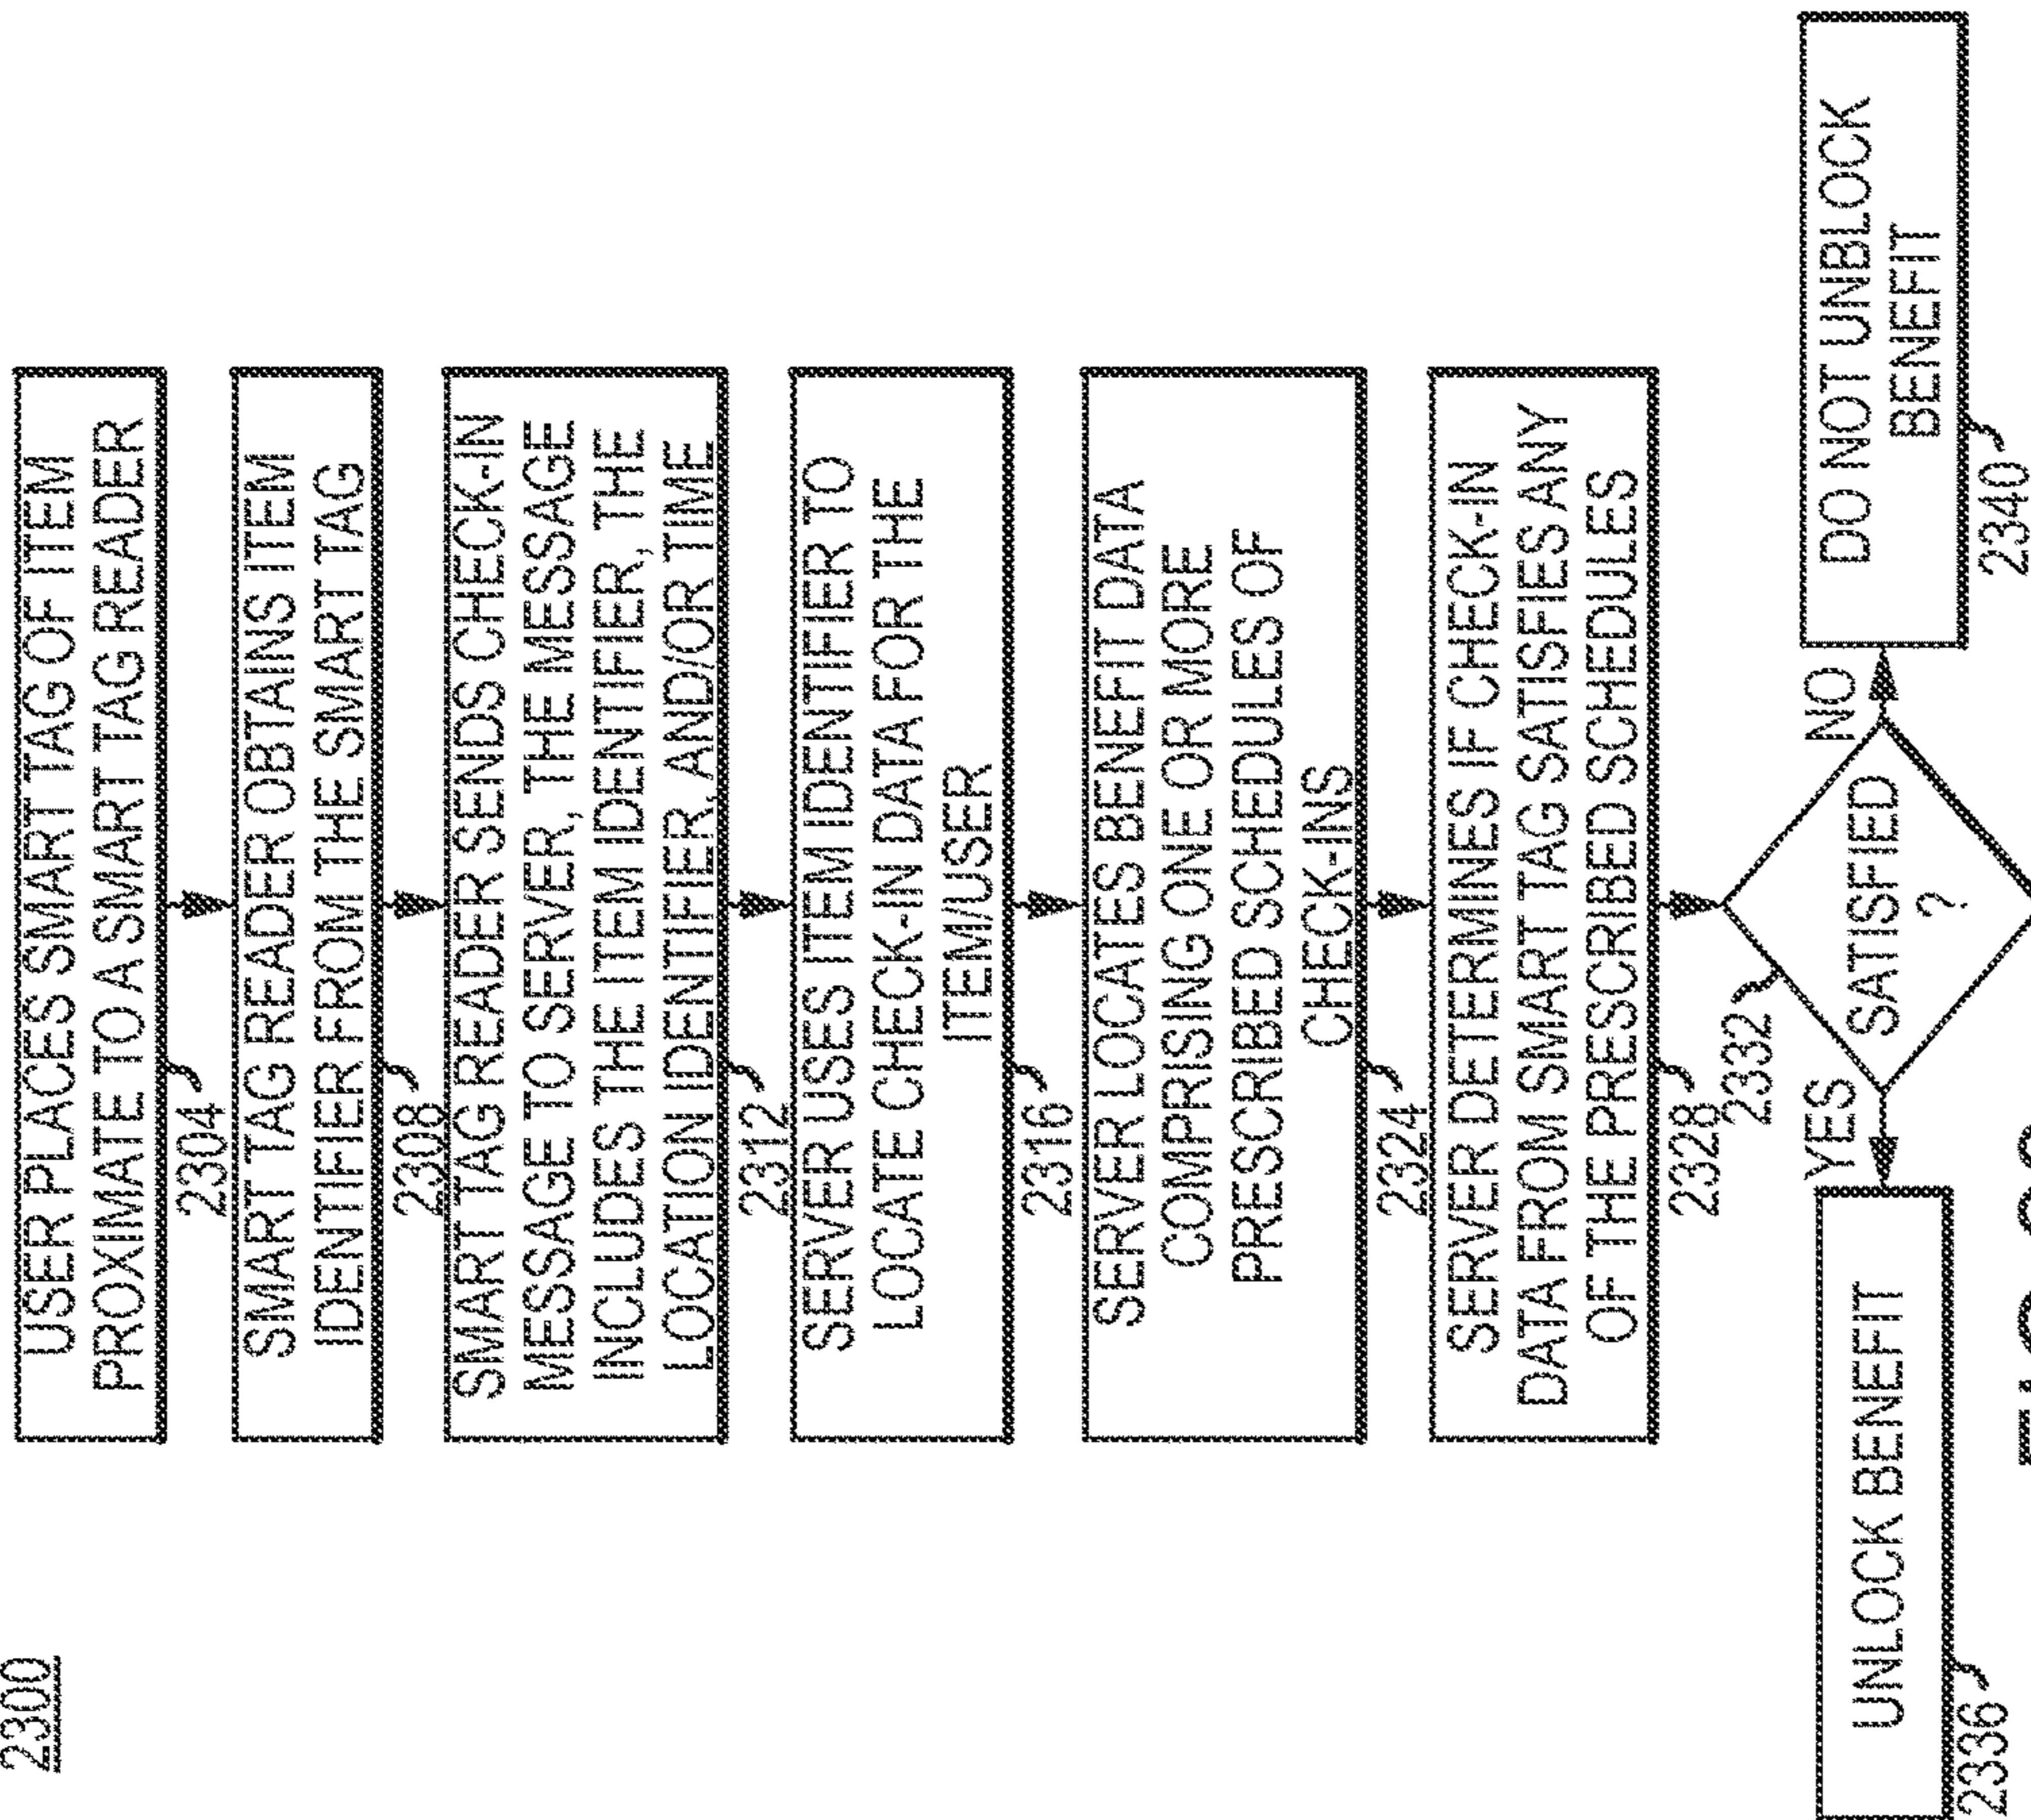 2300
USER PLACES SMART TAG OF ITEM
PROXIMATE TO A SMART TAG READER
2304
SMART TAG READER OBTAINS ITEM
IDENTIFIER FROM THE SMART TAG
2308
SMART TAG READER SENDS CHECK-IN
MESSAGE TO SERVER, THE MESSAGE
INCLUDES THE ITEM IDENTIFIER, THE
LOCATION IDENTIFIER, AND/OR TIME
2312
SERVER USES ITEM IDENTIFIER TO
LOCATE CHECK-IN DATA FOR THE
ITEM/USER
2316
SERVER LOCATES BENEFIT DATA
COMPRISING ONE OR MORE
PRESCRIBED SCHEDULES OF
CHECK-INS
2324
SERVER DETERMINES IF CHECK-IN
DATA FROM SMART TAG SATISFIES ANY
OF THE PRESCRIBED SCHEDULES
2328
2332
SATISFIED
?
YES
NO
UNLOCK BENEFIT
2336
DO NOT UNBLOCK
BENEFIT
2340